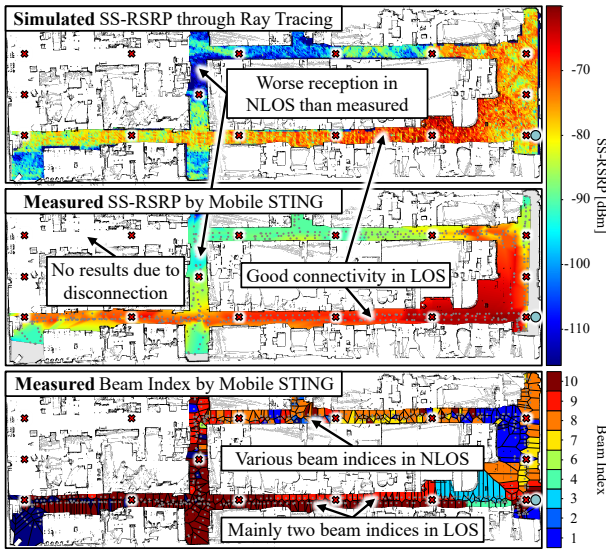 Simulated SS-RSRP through Ray Tracing
Worse reception in
NLOS than measured
Measured SS-RSRP by Mobile STING
No results due to
disconnection
Good connectivity in LOS
-70
-80
-90
-100
-110
SS-RSRP [dBm]
Measured Beam Index by Mobile STING
Various beam indices in NLOS
Mainly two beam indices in LOS
10
9
8
7
6
5
4
3
2
1
Beam Index